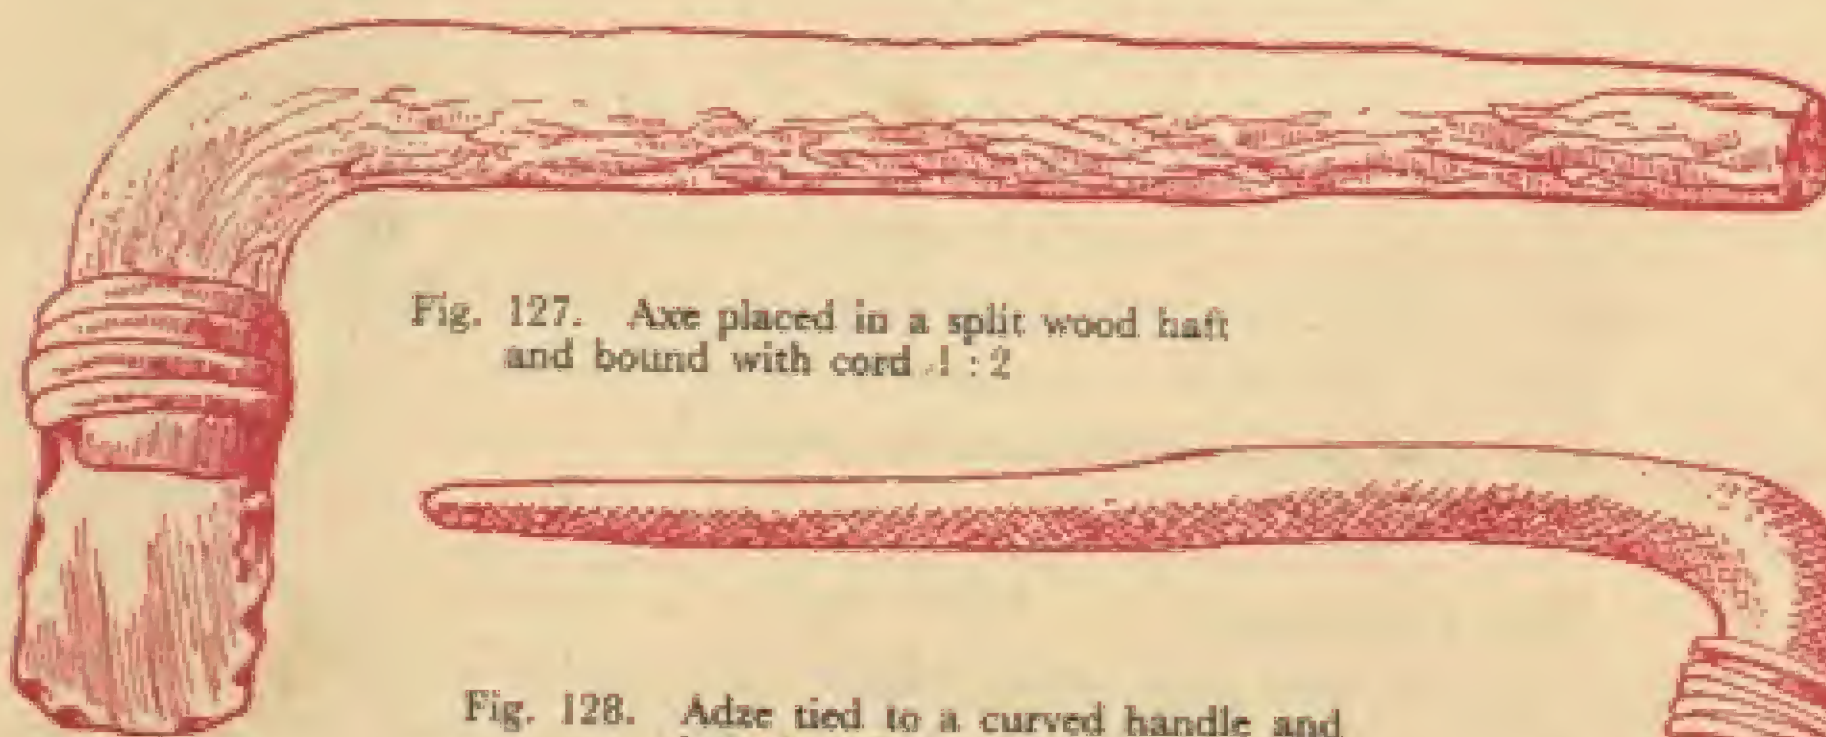 Fig. 127. Axe placed in a split wood haft
and bound with cord 1 : 2
Fig. 128. Adze tied to a curved handle and